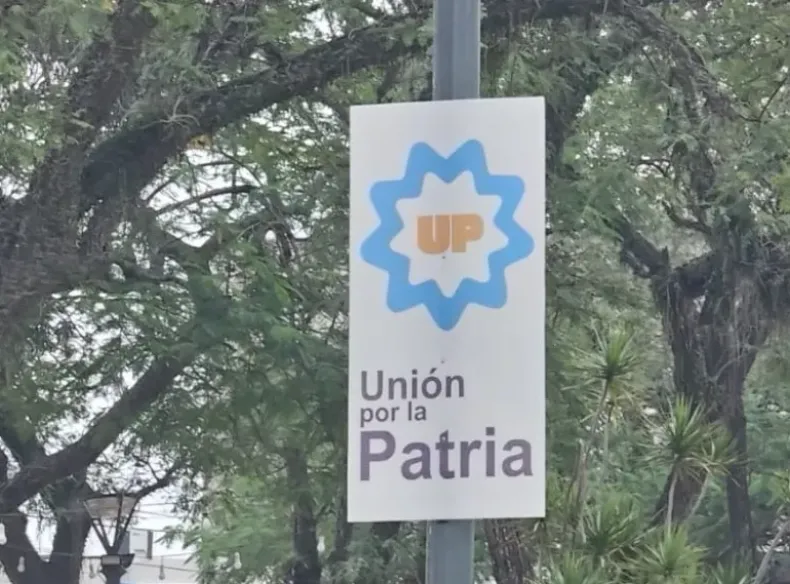 UP
Unión
por la
Patria